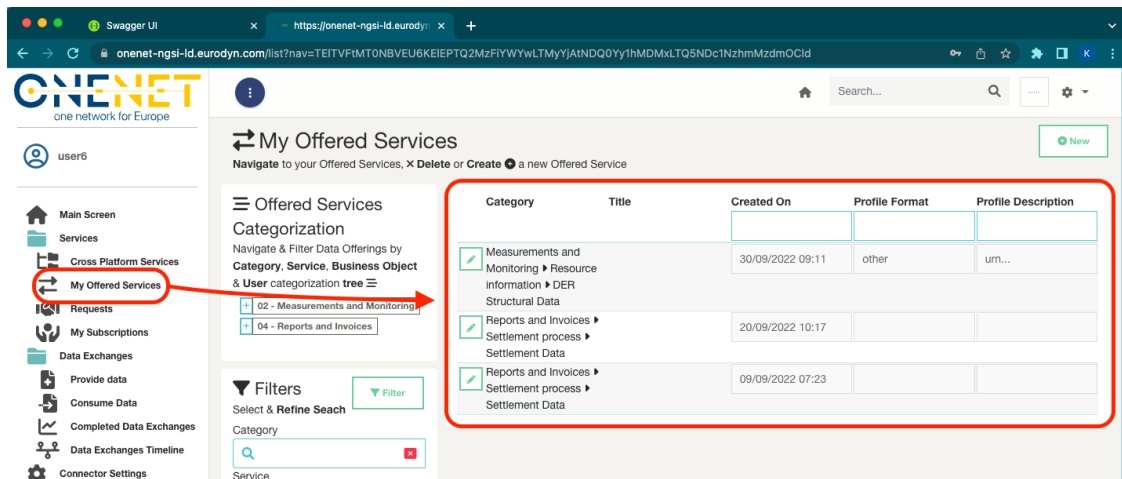 Swagger UI
https://onenet-ngsi-ld.eurodyn
onenet-ngsi-ld.eurodyn.com/list?nav=TElTVFtMT0NBVEU6KElEPTQ2MzFiYWYwLTMyYjAtNDQ0Yy1hMDMxLTQ5NDc1NzhmMzdmOCld
K
ONENET
one network for Europe
Search...
user6
My Offered Services
Navigate to your Offered Services, × Delete or Create a new Offered Service
New
Main Screen
Services
Cross Platform Services
My Offered Services
Requests
My Subscriptions
Data Exchanges
Provide data
Consume Data
Completed Data Exchanges
Data Exchanges Timeline
Connector Settings
Offered Services
Categorization
Navigate & Filter Data Offerings by
Category, Service, Business Object
& User categorization tree
02 - Measurements and Monitoring
04 - Reports and Invoices
Filters
Filter
Select & Refine Seach
Category
Service
Category Title Created On Profile Format Profile Description
Measurements and
Monitoring Resource
information DER
Structural Data
30/09/2022 09:11 other urn...
Reports and Invoices
Settlement process
Settlement Data
20/09/2022 10:17
Reports and Invoices
Settlement process
Settlement Data
09/09/2022 07:23